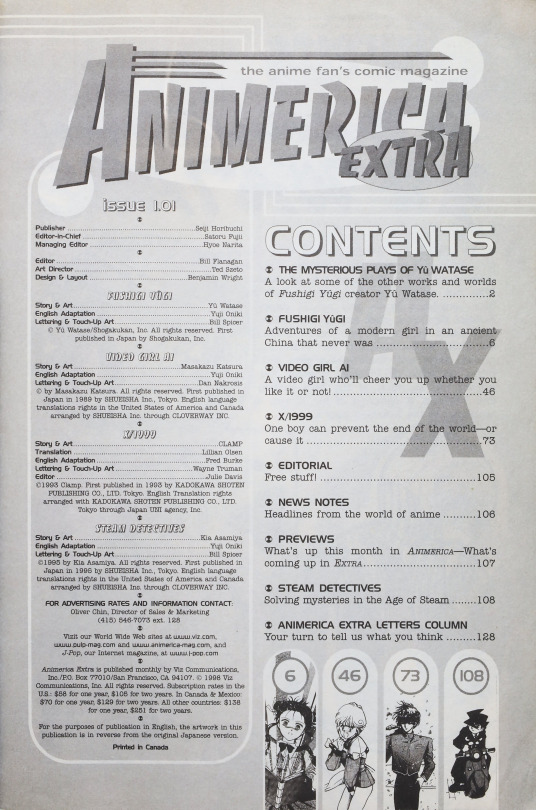 the anime fan's comic magazine
ANIMERICA
EXTRA
issue 1.01
Publisher ........ Seiji Horibuchi
Editor-in-Chief ........ Satoru Fujii
Managing Editor ........ Hyoe Narita
Editor ........ Bill Flanagan
Art Director ........ Ted Szeto
Design & Layout ........ Benjamin Wright
FUSHIGI YÛGI
Story & Art ........ Yû Watase
English Adaptation ........ Yuji Oniki
Lettering & Touch-Up Art ........ Bill Spicer
© Yû Watase/Shogakukan, Inc. All rights reserved. First
published in Japan by Shogakukan, Inc.
VIDEO GIRL AI
Story & Art ........ Masakazu Katsura
English Adaptation ........ Yuji Oniki
Lettering & Touch-Up Art ........ Dan Nakrosis
© by Masakazu Katsura. All rights reserved. First published in
Japan in 1989 by SHUEISHA Inc. Tokyo. English language
translations rights in the United States of America and Canada
arranged by SHUEISHA Inc. through CLOVERWAY INC.
X/1999
Story & Art ........ CLAMP
Translation ........ Lillian Olsen
English Adaptation ........ Fred Burke
Lettering & Touch-Up Art ........ Wayne Truman
Editor ........ Julie Davis
©1993 Clamp. First published in 1993 by KADOKAWA SHOTEN
PUBLISHING CO., LTD. Tokyo. English Translation rights
arranged with KADOKAWA SHOTEN PUBLISHING CO., LTD.
Tokyo through Japan UNI agency, Inc.
STEAM DETECTIVES
Story & Art ........ Kia Asamiya
English Adaptation ........ Yuji Oniki
Lettering & Touch-Up Art ........ Bill Spicer
©1995 by Kia Asamiya. All rights reserved. First published in
Japan in 1995 by SHUEISHA Inc., Tokyo. English language
translations rights in the United States of America and Canada
arranged by SHUEISHA Inc. through CLOVERWAY INC.
FOR ADVERTISING RATES AND INFORMATION CONTACT:
Oliver Chin, Director of Sales & Marketing
(415) 546-7073 ext. 128
Visit our World Wide Web sites at www.viz.com,
www.pulp-mag.com and www.animerica-mag.com, and
J-Pop, our Internet magazine, at www.j-pop.com
Animerica Extra is published monthly by Viz Communications,
Inc./P.O. Box 77010/San Francisco, CA 94107. © 1998 Viz
Communications, Inc. All rights reserved. Subscription rates in the
U.S.: $58 for one year, $105 for two years. In Canada & Mexico:
$70 for one year, $129 for two years. All other countries: $138
for one year, $251 for two years.
For the purposes of publication in English, the artwork in this
publication is in reverse from the original Japanese version.
Printed in Canada
CONTENTS
THE MYSTERIOUS PLAYS OF Yû WATASE
A look at some of the other works and worlds
of Fushigi Yûgi creator Yû Watase. ........ 2
FUSHIGI YûGI
Adventures of a modern girl in an ancient
China that never was ........ 6
VIDEO GIRL AI
A video girl who'll cheer you up whether you
like it or not! ........ 46
X/1999
One boy can prevent the end of the world—or
cause it ........ 73
EDITORIAL
Free stuff! ........ 105
NEWS NOTES
Headlines from the world of anime ........ 106
PREVIEWS
What's up this month in ANIMERICA—What's
coming up in EXTRA ........ 107
STEAM DETECTIVES
Solving mysteries in the Age of Steam ........ 108
ANIMERICA EXTRA LETTERS COLUMN
Your turn to tell us what you think ........ 128
AX
6
46
73
108